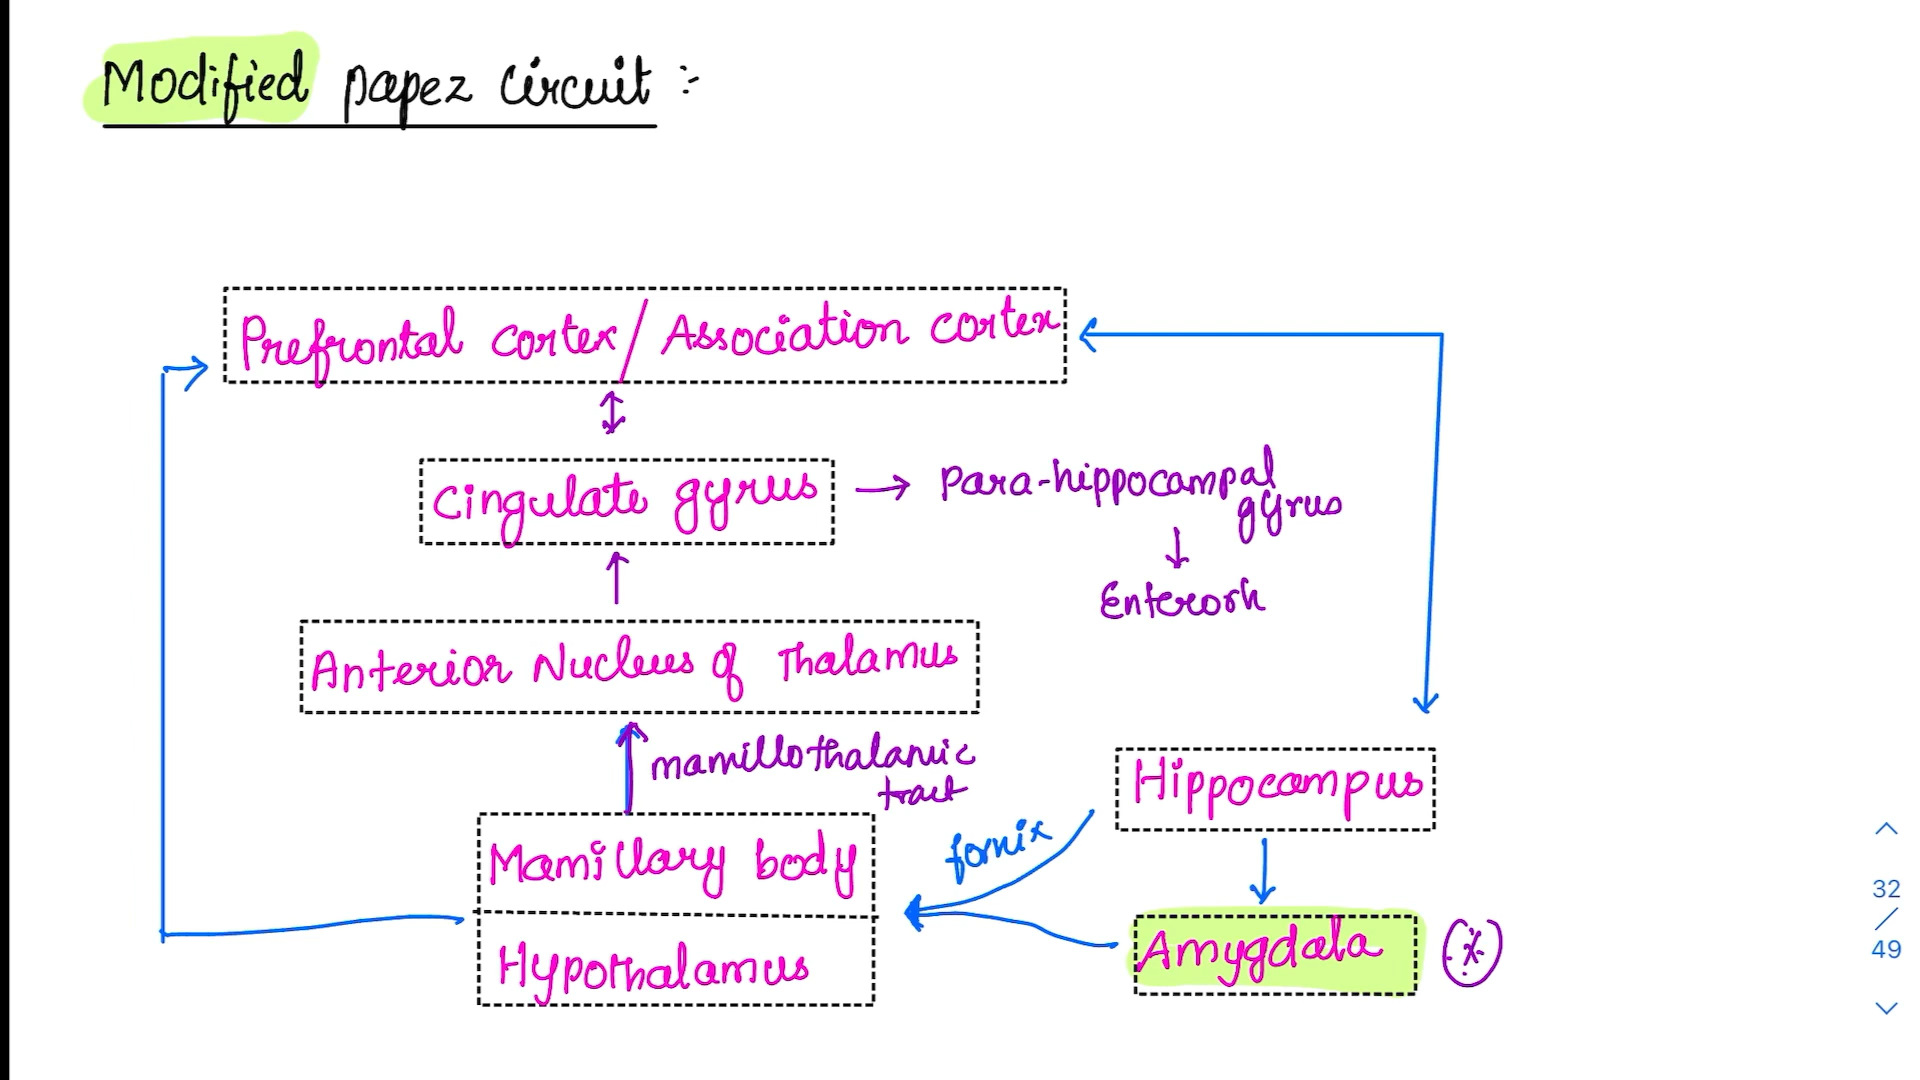 Modified papez circuit :-
Prefrontal cortex / Association cortex
Cingulate gyrus → Para-hippocampal
gyrus
Enterorh
Anterior Nucleus of Thalamus
mamillothalamic
tract
Hippocampus
fornix
Mamillary body
Amygdala (*)
Hypothalamus
32
/
49